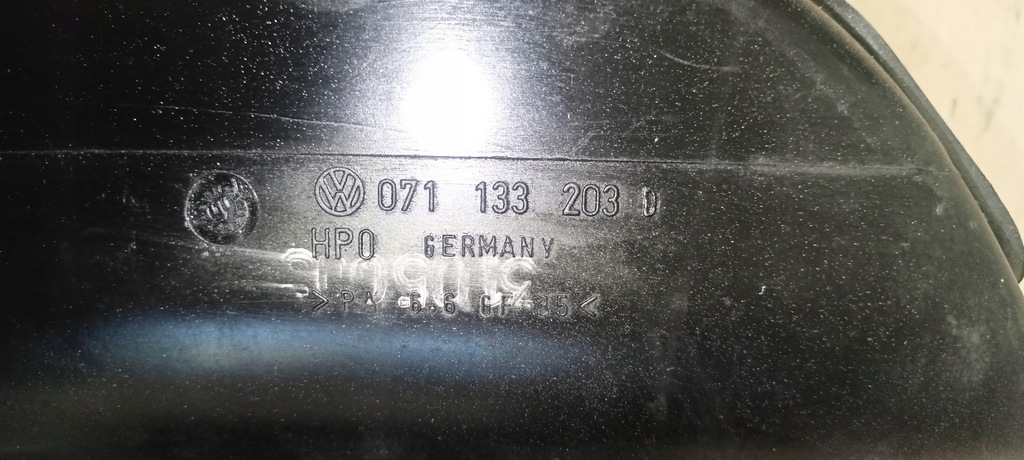 071 133 203 D
HPO GERMANY
>PA 6.6 GF 35<